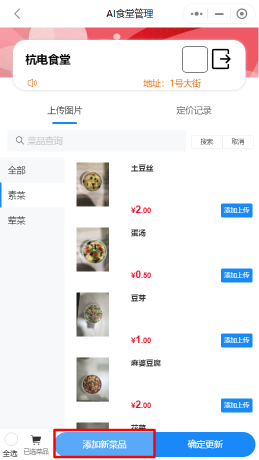 AI食堂管理
杭电食堂
地址：1号大街
上传图片 定价记录
菜品查询 搜索 取消
全部
素菜
荤菜
土豆丝
¥2.00 添加上传
蛋汤
¥0.50 添加上传
豆芽
¥1.00 添加上传
麻婆豆腐
¥2.00 添加上传
全选 已选菜品 添加新菜品 确定更新